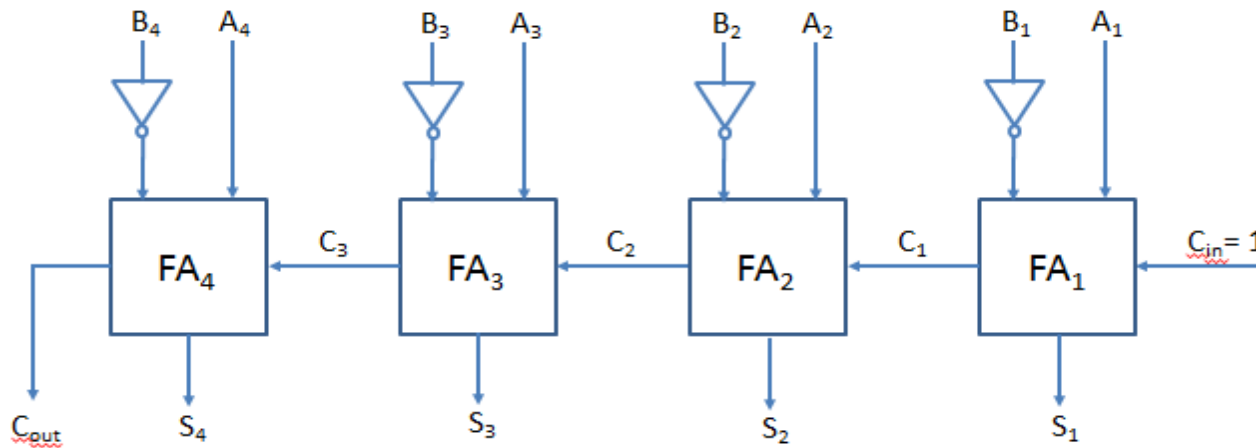 B₄ A₄ B₃ A₃ B₂ A₂ B₁ A₁
C₃ C₂ C₁ Cᵢₙ= 1
FA₄ FA₃ FA₂ FA₁
Cₒᵤₜ S₄ S₃ S₂ S₁